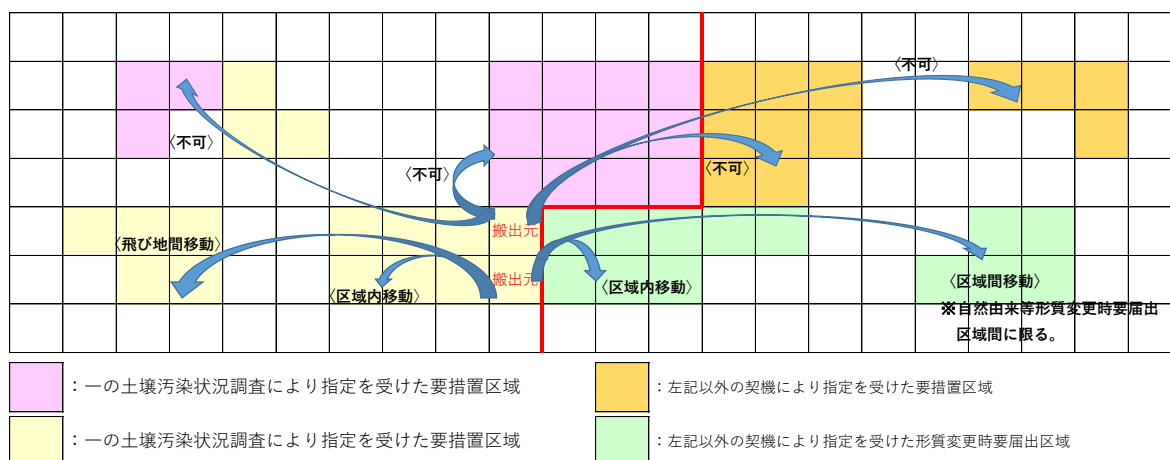 〈不可〉
〈不可〉
〈不可〉
〈不可〉
搬出元
〈飛び地間移動〉
搬出元
〈区域内移動〉
〈区域内移動〉
〈区域間移動〉
※自然由来等形質変更時要届出
区域間に限る。
：一の土壌汚染状況調査により指定を受けた要措置区域
：左記以外の契機により指定を受けた要措置区域
：一の土壌汚染状況調査により指定を受けた要措置区域
：左記以外の契機により指定を受けた形質変更時要届出区域